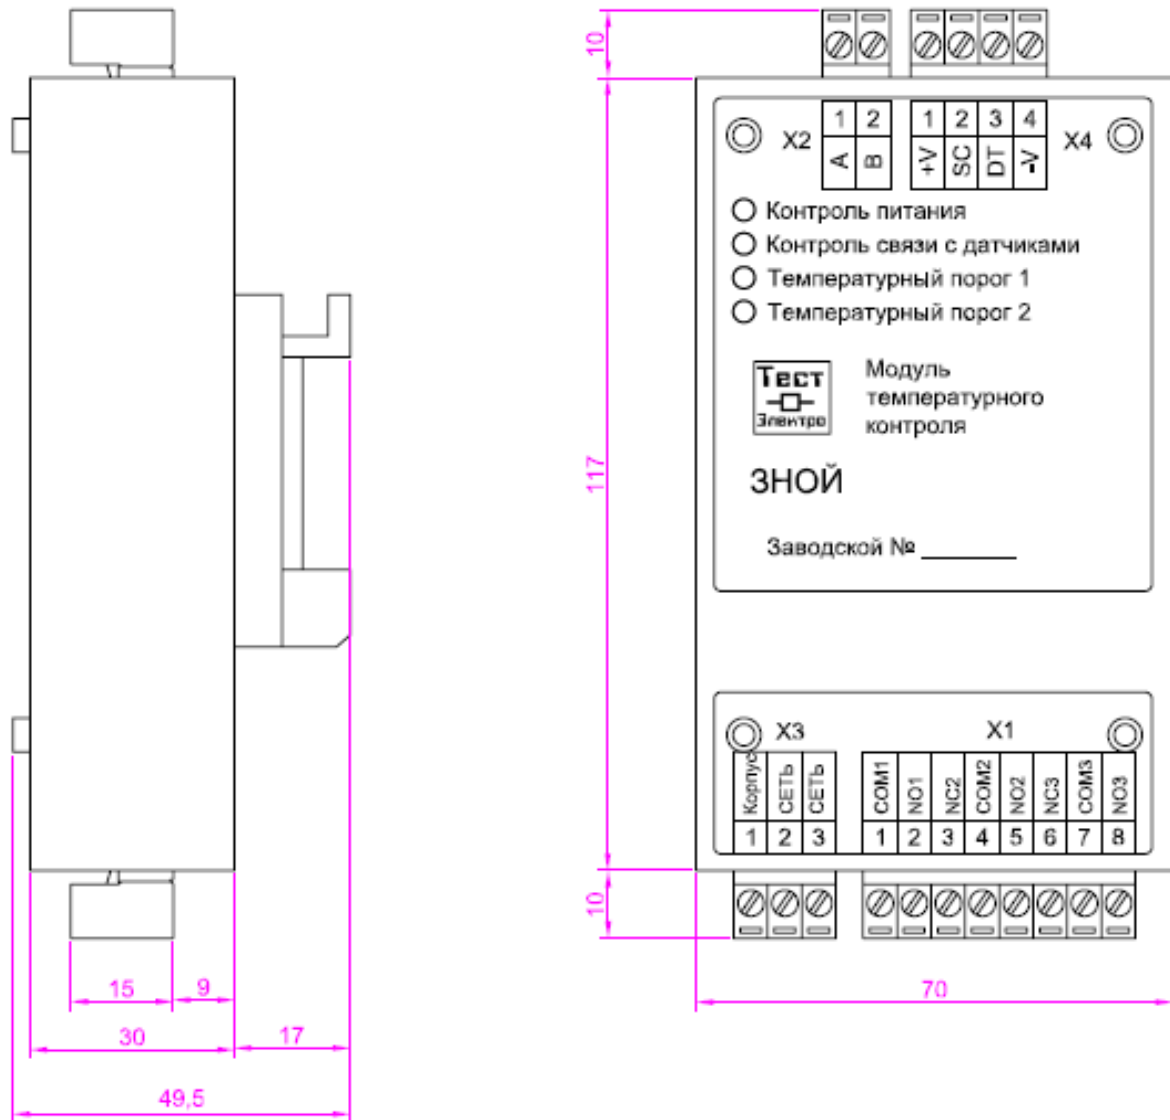 10
1 2 1 2 3 4
X2 X4
A B +V SC DT -V
Контроль питания
Контроль связи с датчиками
Температурный порог 1
Температурный порог 2
Тест
Электро
Модуль
температурного
контроля
117
ЗНОЙ
Заводской № ________
X3 X1
Корпус СЕТЬ СЕТЬ COM1 NO1 NC2 COM2 NO2 NC3 COM3 NO3
1 2 3 1 2 3 4 5 6 7 8
10
15 9
70
30 17
49,5